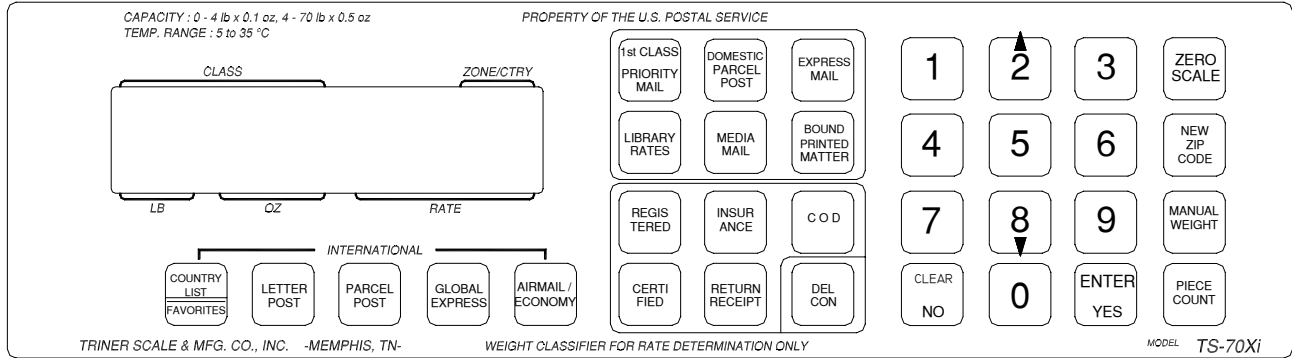 CAPACITY : 0 - 4 lb x 0.1 oz, 4 - 70 lb x 0.5 oz
TEMP. RANGE : 5 to 35 °C
PROPERTY OF THE U.S. POSTAL SERVICE
CLASS
ZONE/CTRY
LB
OZ
RATE
INTERNATIONAL
COUNTRY
LIST
FAVORITES
LETTER
POST
PARCEL
POST
GLOBAL
EXPRESS
AIRMAIL /
ECONOMY
1st CLASS
PRIORITY
MAIL
DOMESTIC
PARCEL
POST
EXPRESS
MAIL
LIBRARY
RATES
MEDIA
MAIL
BOUND
PRINTED
MATTER
REGIS
TERED
INSUR
ANCE
C O D
CERTI
FIED
RETURN
RECEIPT
DEL
CON
1
2
3
ZERO
SCALE
4
5
6
NEW
ZIP
CODE
7
8
9
MANUAL
WEIGHT
CLEAR
NO
0
ENTER
YES
PIECE
COUNT
TRINER SCALE & MFG. CO., INC. -MEMPHIS, TN-
WEIGHT CLASSIFIER FOR RATE DETERMINATION ONLY
MODEL TS-70Xi